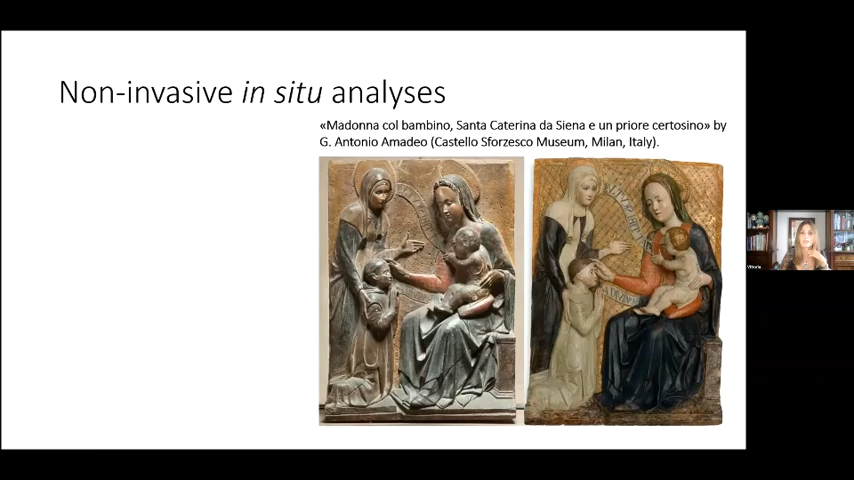 Non-invasive in situ analyses
«Madonna col bambino, Santa Caterina da Siena e un priore certosino» by
G. Antonio Amadeo (Castello Sforzesco Museum, Milan, Italy).
Vittoria